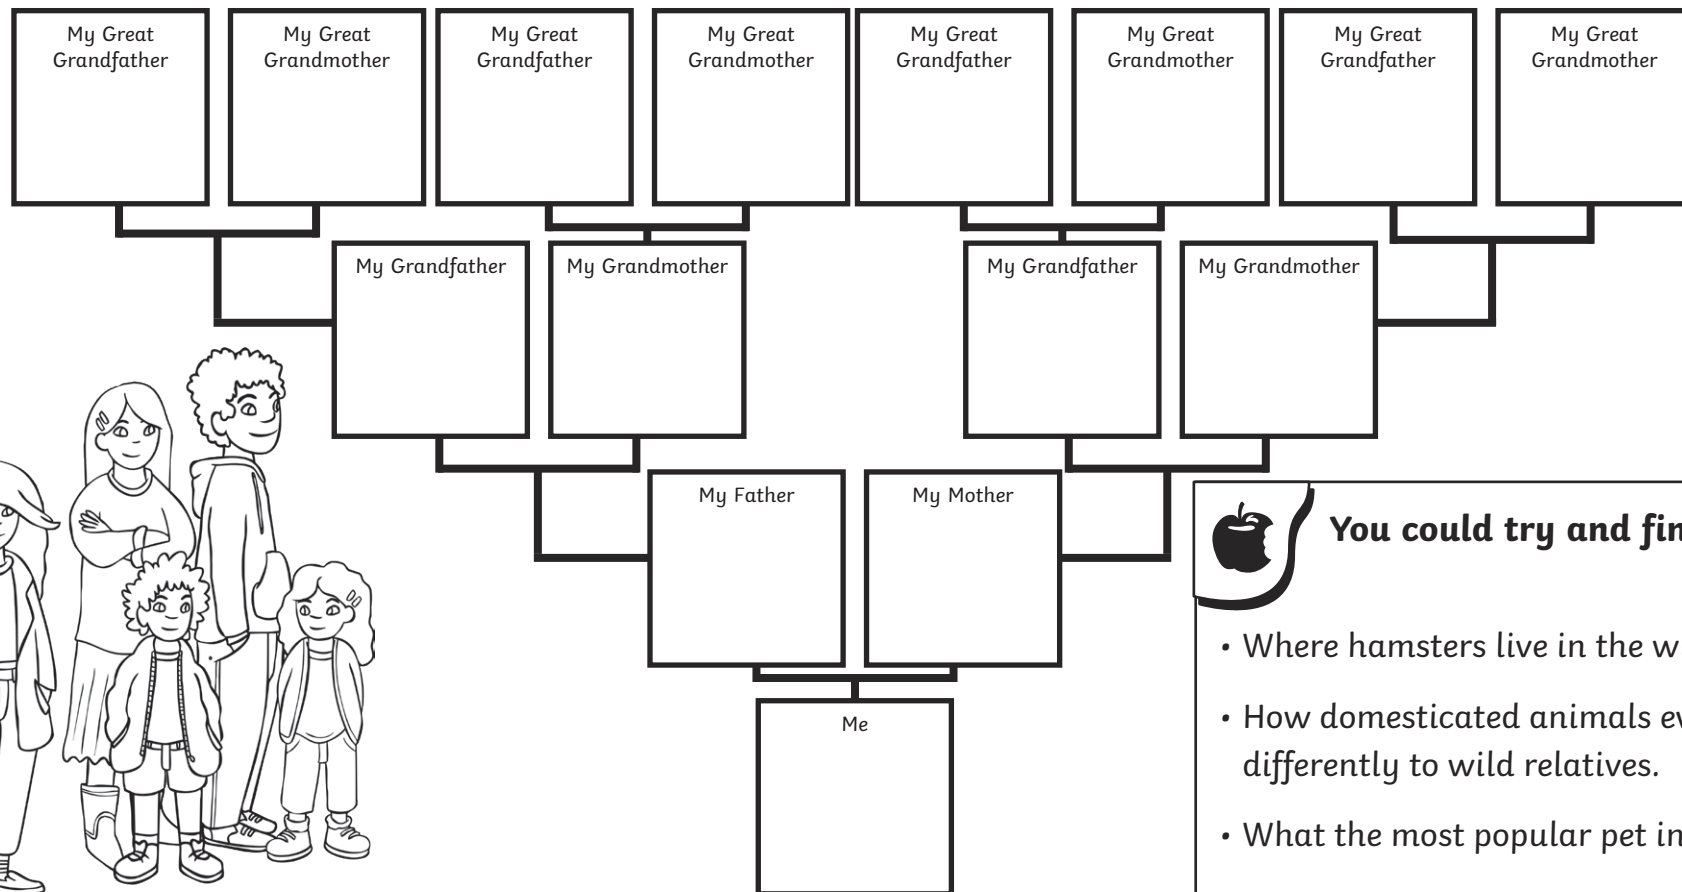 My Great
Grandfather
My Great
Grandmother
My Great
Grandfather
My Great
Grandmother
My Great
Grandfather
My Great
Grandmother
My Great
Grandfather
My Great
Grandmother
My Grandfather
My Grandmother
My Grandfather
My Grandmother
My Father
My Mother
Me
You could try and fin
• Where hamsters live in the w
• How domesticated animals ev
differently to wild relatives.
• What the most popular pet in